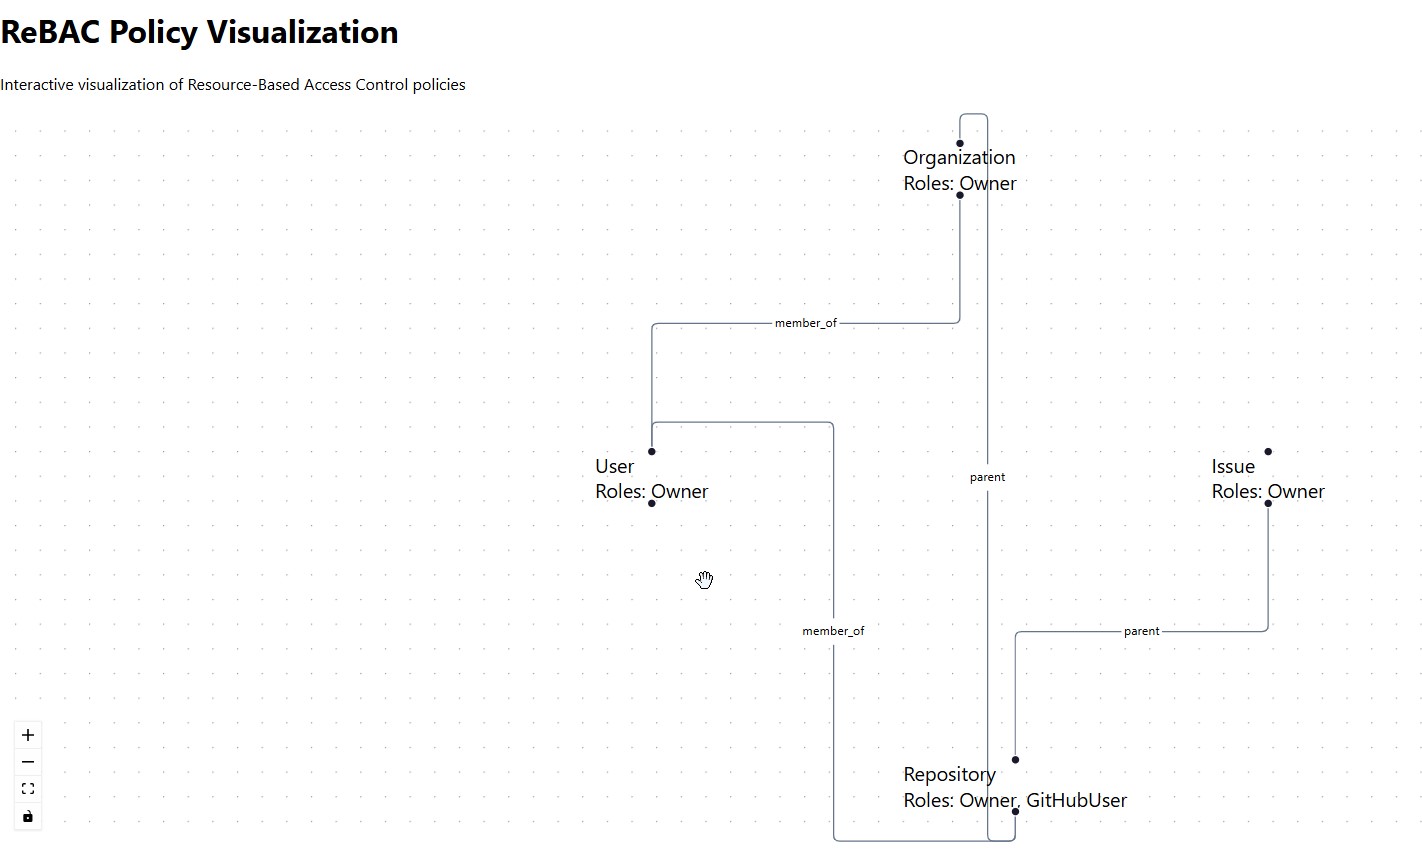 ReBAC Policy Visualization
Interactive visualization of Resource-Based Access Control policies
Organization
Roles: Owner
member_of
User
Roles: Owner
parent
Issue
Roles: Owner
member_of
parent
Repository
Roles: Owner, GitHubUser